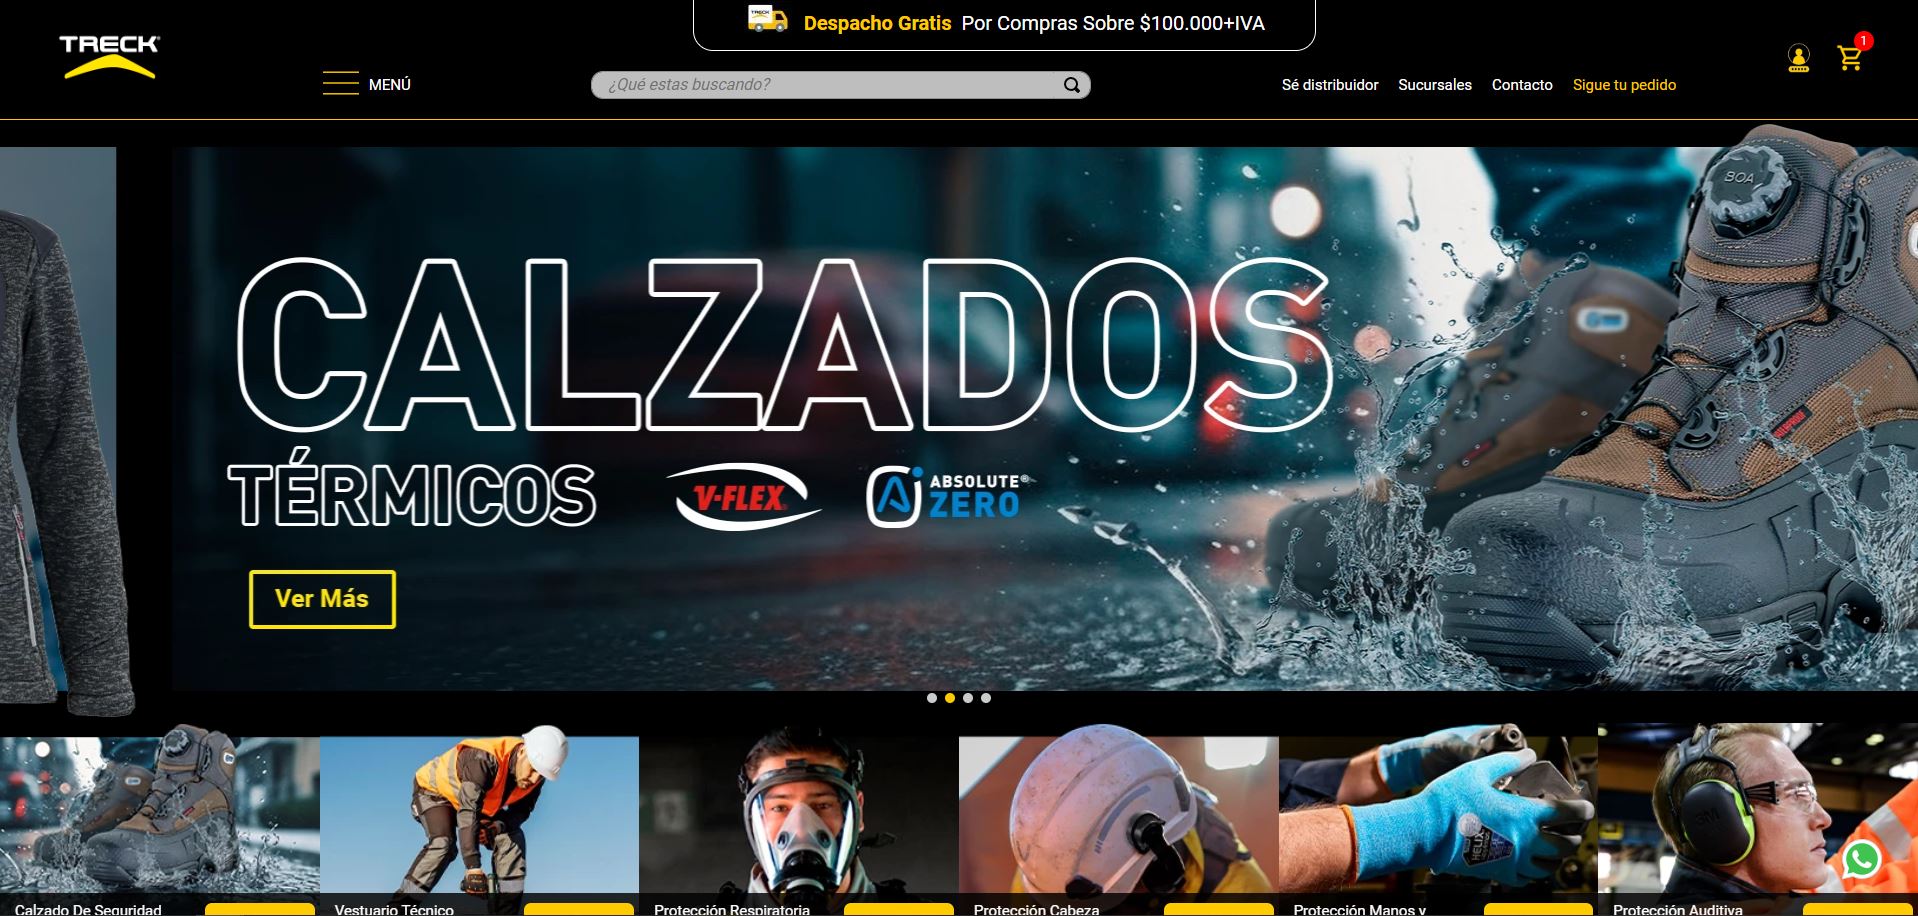 Despacho Gratis Por Compras Sobre $100.000+IVA
TRECK
MENÚ
¿Qué estas buscando?
Sé distribuidor
Sucursales
Contacto
Sigue tu pedido
1
BOA
CALZADOS
TÉRMICOS
V-FLEX
ABSOLUTE®
ZERO
Ver Más
Calzado De Seguridad
Vestuario Técnico
Protección Respiratoria
Protección Cabeza
Protección Manos y
Protección Auditiva
HELIX
3M